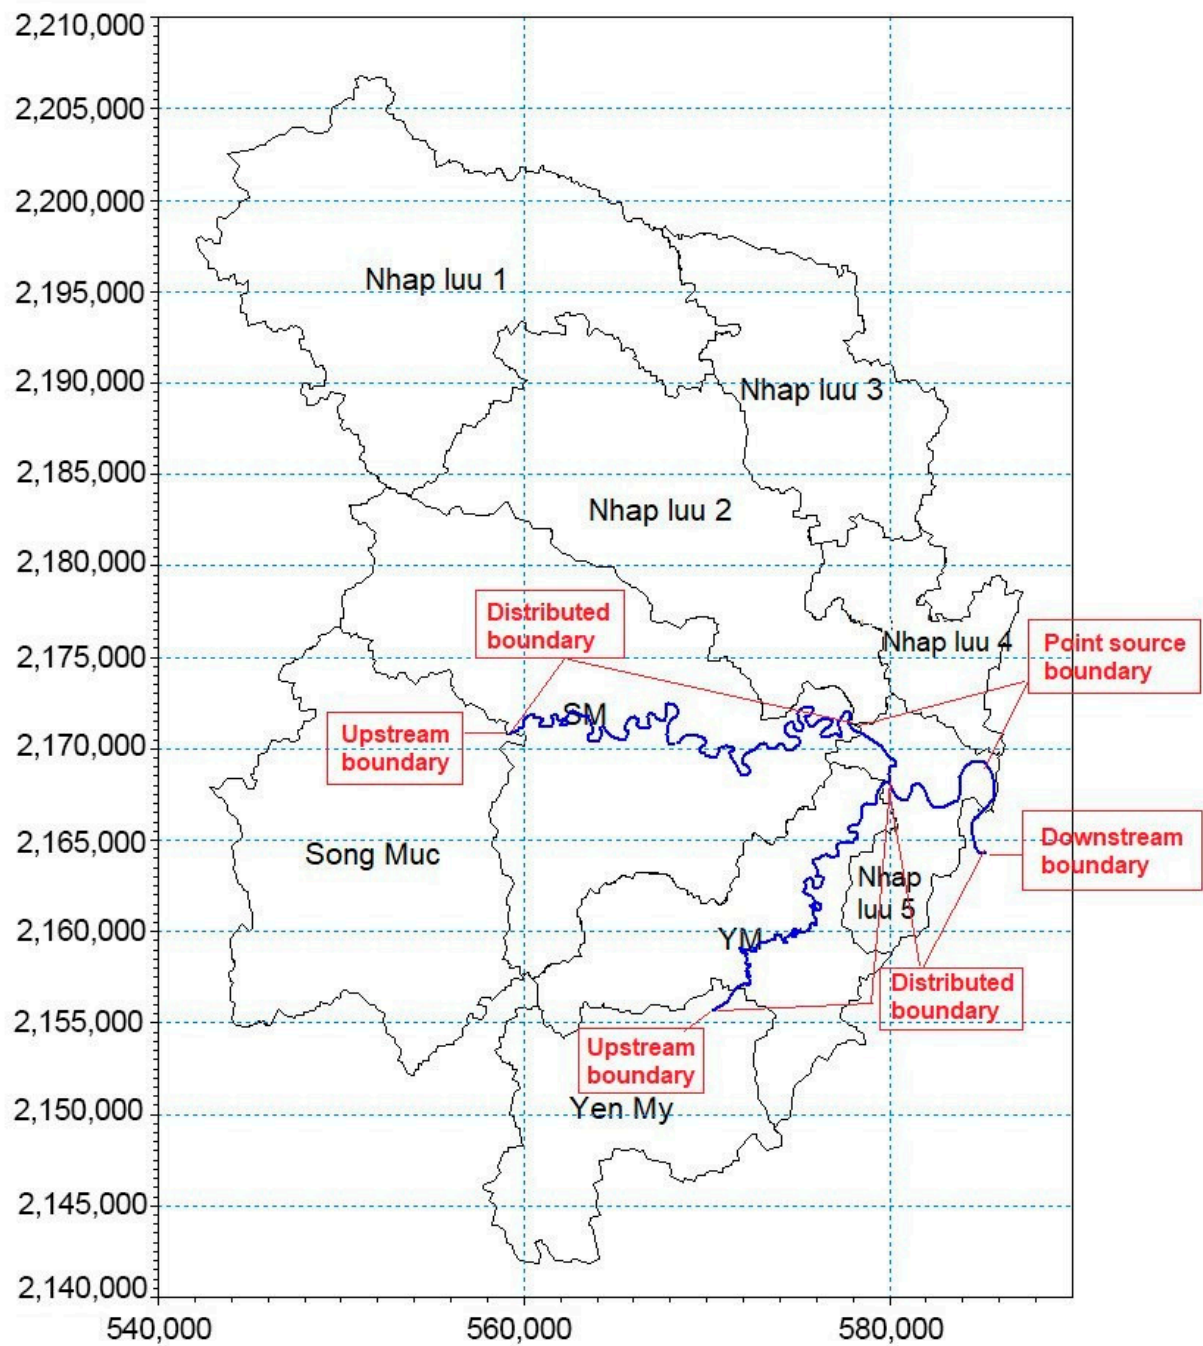 2,210,000
2,205,000
2,200,000
Nhap luu 1
2,195,000
2,190,000
Nhap luu 3
2,185,000
Nhap luu 2
2,180,000
Distributed
boundary
Nhap luu 4
2,175,000
Point source
boundary
SM
Upstream
boundary
2,170,000
Downstream
boundary
2,165,000
Song Muc
Nhap
luu 5
2,160,000
YM
Distributed
boundary
2,155,000
Upstream
boundary
Yen My
2,150,000
2,145,000
2,140,000
540,000
560,000
580,000